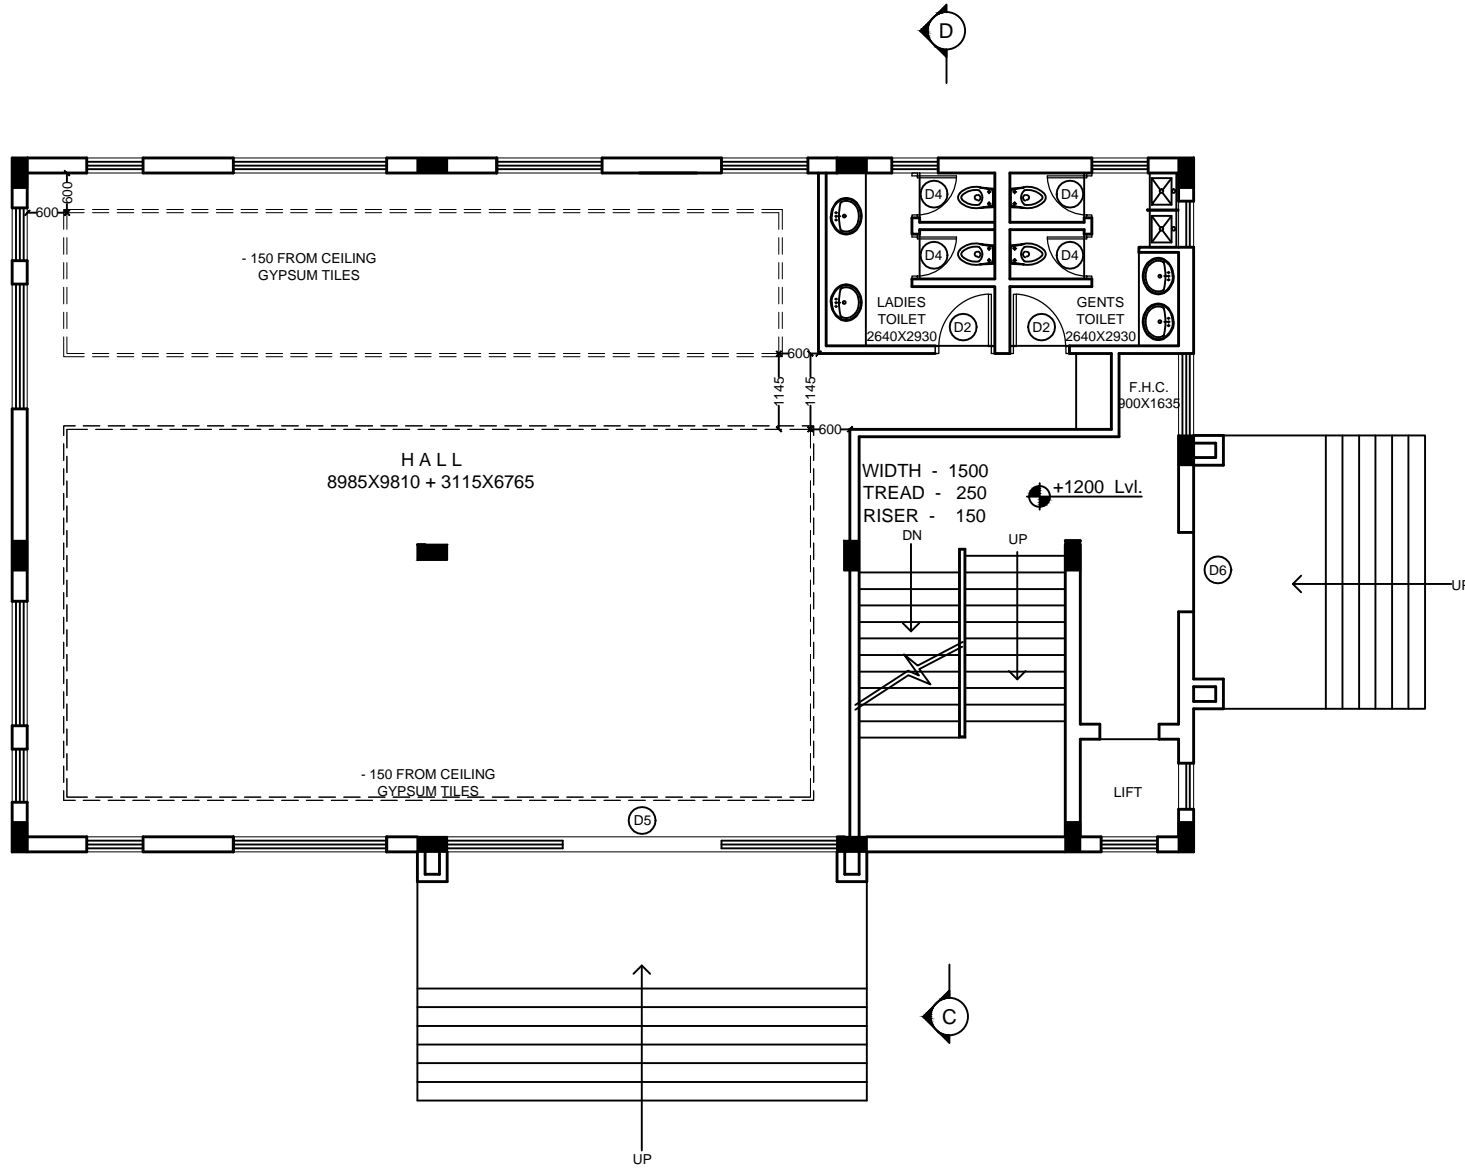 D
600
600
- 150 FROM CEILING
GYPSUM TILES
D4
D4
D4
D4
LADIES
TOILET
2640X2930
D2
D2
GENTS
TOILET
2640X2930
600
1145
1145
F.H.C.
900X1635
600
H A L L
8985X9810 + 3115X6765
WIDTH - 1500
TREAD - 250
RISER - 150
+1200 Lvl.
DN
UP
D6
UP
- 150 FROM CEILING
GYPSUM TILES
D5
LIFT
C
UP